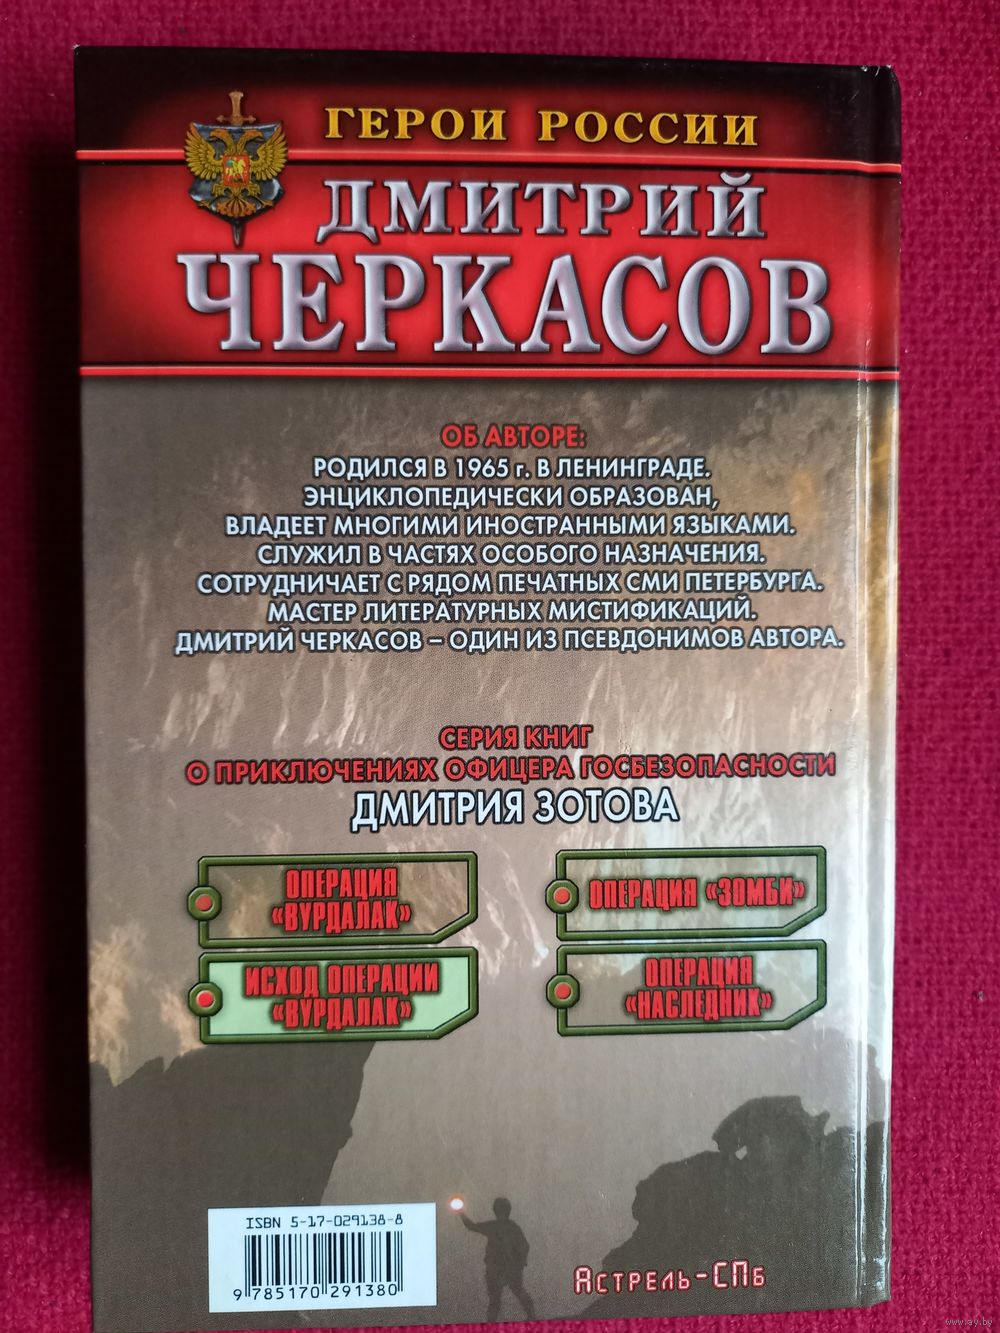 ГЕРОИ РОССИИ
ДМИТРИЙ
ЧЕРКАСОВ
ОБ АВТОРЕ:
РОДИЛСЯ В 1965 г. В ЛЕНИНГРАДЕ.
ЭНЦИКЛОПЕДИЧЕСКИ ОБРАЗОВАН,
ВЛАДЕЕТ МНОГИМИ ИНОСТРАННЫМИ ЯЗЫКАМИ.
СЛУЖИЛ В ЧАСТЯХ ОСОБОГО НАЗНАЧЕНИЯ.
СОТРУДНИЧАЕТ С РЯДОМ ПЕЧАТНЫХ СМИ ПЕТЕРБУРГА.
МАСТЕР ЛИТЕРАТУРНЫХ МИСТИФИКАЦИЙ.
ДМИТРИЙ ЧЕРКАСОВ – ОДИН ИЗ ПСЕВДОНИМОВ АВТОРА.
СЕРИЯ КНИГ
О ПРИКЛЮЧЕНИЯХ ОФИЦЕРА ГОСБЕЗОПАСНОСТИ
ДМИТРИЯ ЗОТОВА
ОПЕРАЦИЯ
«ВУРДАЛАК»
ОПЕРАЦИЯ «ЗОМБИ»
ИСХОД ОПЕРАЦИИ
«ВУРДАЛАК»
ОПЕРАЦИЯ
«НАСЛЕДНИК»
ISBN 5-17-029138-8
9 785170 291380
АСТРЕЛЬ-СПб
www.ay.by